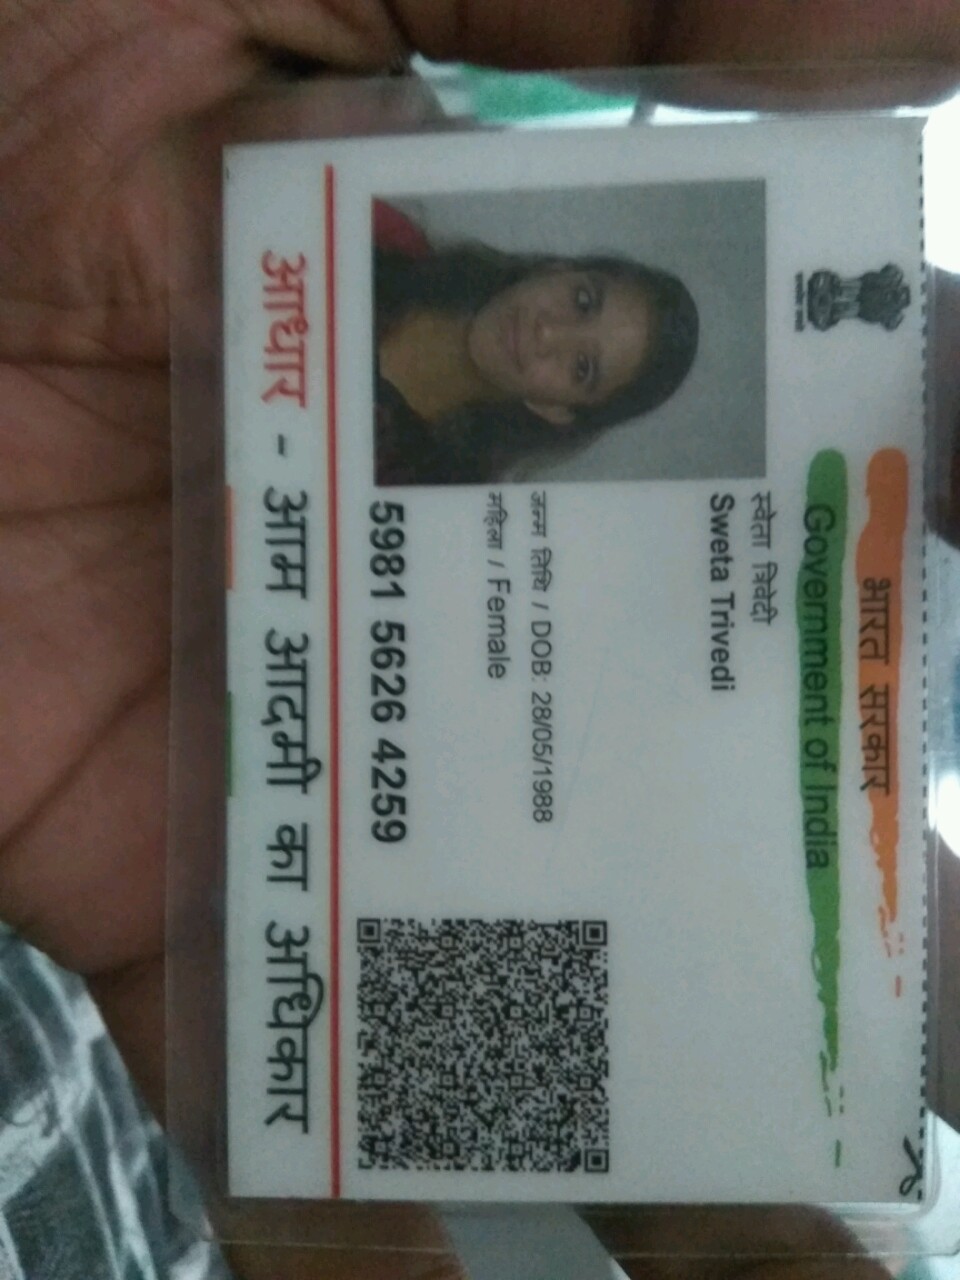 भारत सरकार
Government of India
स्वेता त्रिवेदी
Sweta Trivedi
जन्म तिथि / DOB: 28/05/1988
महिला / Female
5981 5626 4259
आधार - आम आदमी का अधिकार